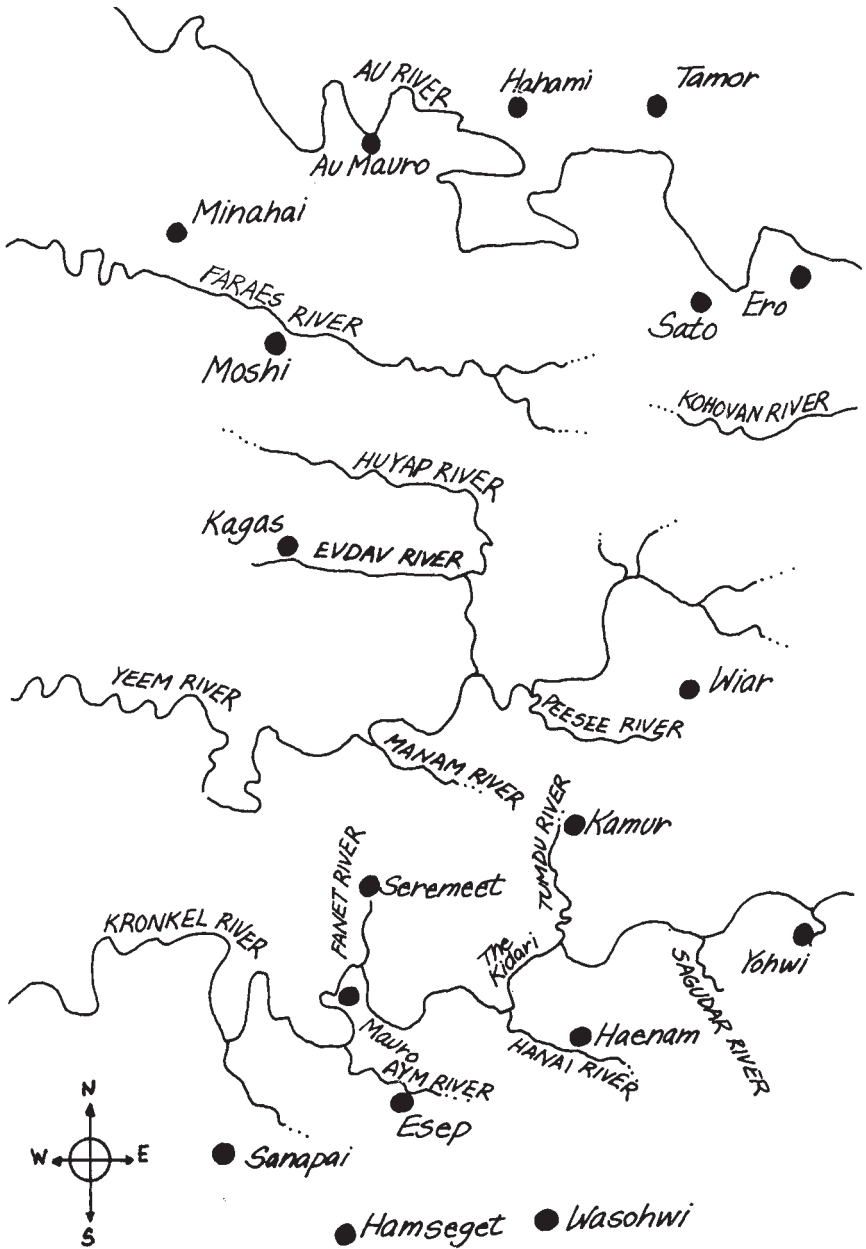 AU RIVER
Hahami
Tamor
Au Mauro
Minahai
FARAES RIVER
Ero
Sato
Moshi
KOHOVAN RIVER
HUYAP RIVER
Kagas
EVDAV RIVER
YEEM RIVER
Wiar
PEESEE RIVER
MANAM RIVER
TUMDU RIVER
Kamur
FANET RIVER
Seremeet
KRONKEL RIVER
The Kidari
Yohwi
SAGUDAR RIVER
Mauro
Haenam
HANAI RIVER
AYM RIVER
Esep
N
W
E
S
Sanapai
Hamseget
Wasohwi